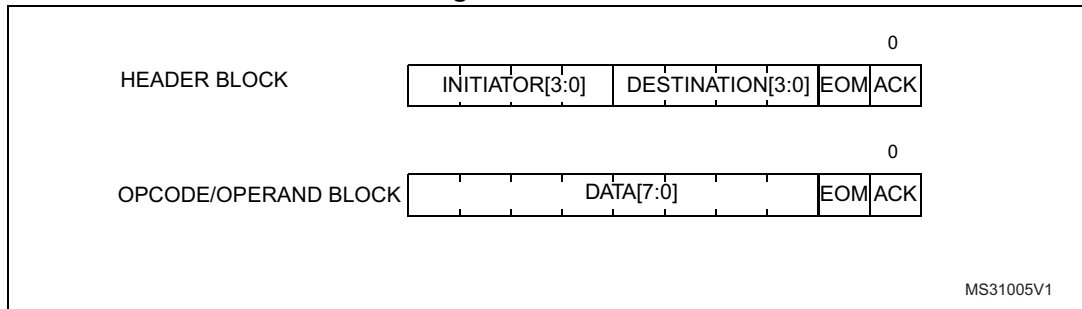 0
HEADER BLOCK INITIATOR[3:0] DESTINATION[3:0] EOM ACK
0
OPCODE/OPERAND BLOCK DATA[7:0] EOM ACK
MS31005V1